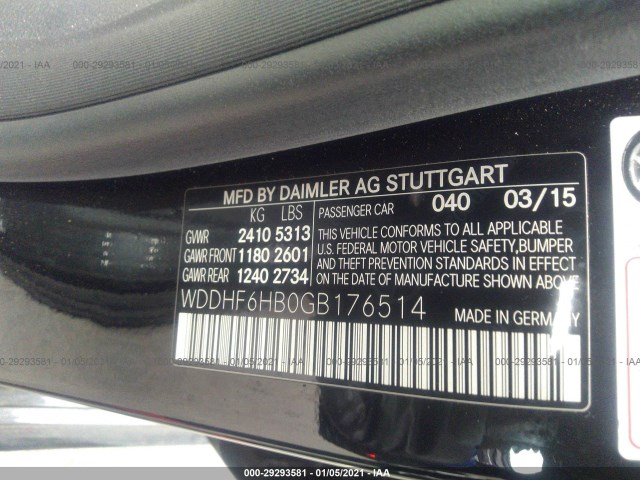 MFD BY DAIMLER AG STUTTGART
KG LBS
GVWR 2410 5313
GAWR FRONT 1180 2601
GAWR REAR 1240 2734
PASSENGER CAR 040 03/15
THIS VEHICLE CONFORMS TO ALL APPLICABLE
U.S. FEDERAL MOTOR VEHICLE SAFETY, BUMPER
AND THEFT PREVENTION STANDARDS IN EFFECT
ON THE DATE OF MANUFACTURE SHOWN ABOVE
WDDHF6HB0GB176514 MADE IN GERMANY
000-29293581 - 01/05/2021 - IAA